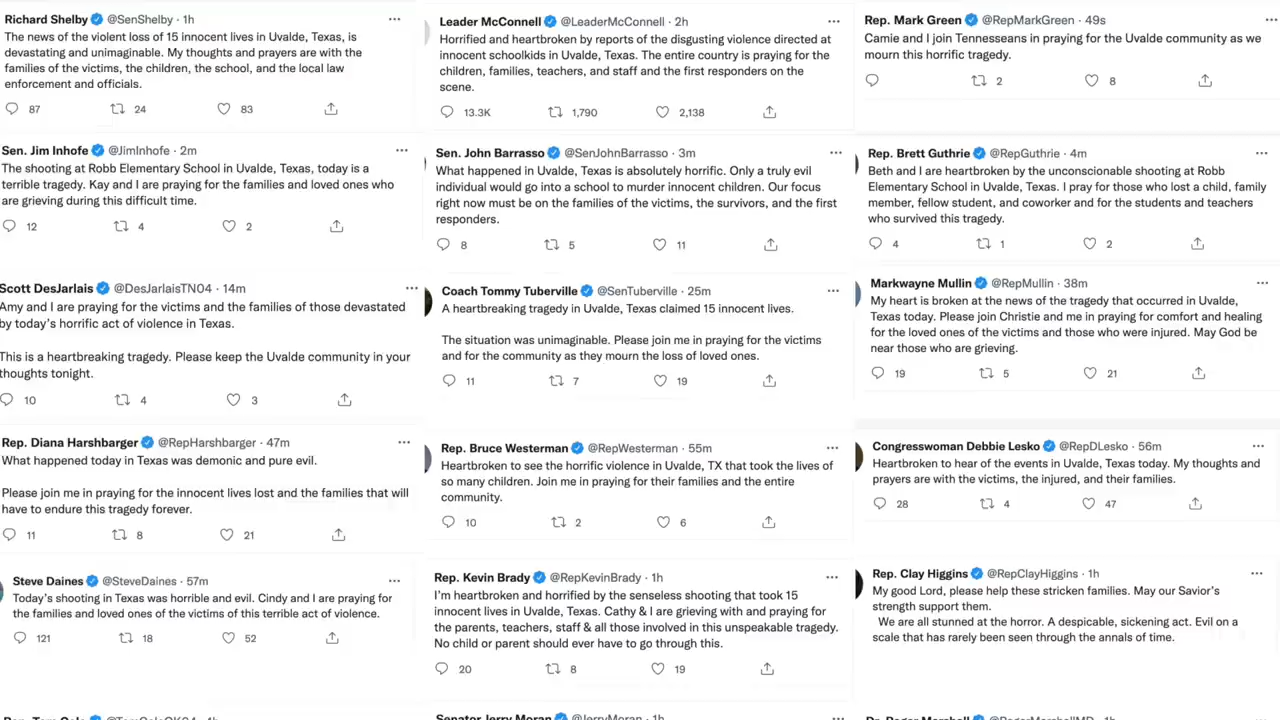 Richard Shelby @SenShelby · 1h
The news of the violent loss of 15 innocent lives in Uvalde, Texas, is
devastating and unimaginable. My thoughts and prayers are with the
families of the victims, the children, the school, and the local law
enforcement and officials.
87 24 83
Leader McConnell @LeaderMcConnell · 2h
Horrified and heartbroken by reports of the disgusting violence directed at
innocent schoolkids in Uvalde, Texas. The entire country is praying for the
children, families, teachers, and staff and the first responders on the
scene.
13.3K 1,790 2,138
Rep. Mark Green @RepMarkGreen · 49s
Camie and I join Tennesseans in praying for the Uvalde community as we
mourn this horrific tragedy.
2 8
Sen. Jim Inhofe @JimInhofe · 2m
The shooting at Robb Elementary School in Uvalde, Texas, today is a
terrible tragedy. Kay and I are praying for the families and loved ones who
are grieving during this difficult time.
12 4 2
Sen. John Barrasso @SenJohnBarrasso · 3m
What happened in Uvalde, Texas is absolutely horrific. Only a truly evil
individual would go into a school to murder innocent children. Our focus
right now must be on the families of the victims, the survivors, and the first
responders.
8 5 11
Rep. Brett Guthrie @RepGuthrie · 4m
Beth and I are heartbroken by the unconscionable shooting at Robb
Elementary School in Uvalde, Texas. I pray for those who lost a child, family
member, fellow student, and coworker and for the students and teachers
who survived this tragedy.
4 1 2
Scott DesJarlais @DesJarlaisTN04 · 14m
Amy and I are praying for the victims and the families of those devastated
by today's horrific act of violence in Texas.
This is a heartbreaking tragedy. Please keep the Uvalde community in your
thoughts tonight.
10 4 3
Coach Tommy Tuberville @SenTuberville · 25m
A heartbreaking tragedy in Uvalde, Texas claimed 15 innocent lives.
The situation was unimaginable. Please join me in praying for the victims
and for the community as they mourn the loss of loved ones.
11 7 19
Markwayne Mullin @RepMullin · 38m
My heart is broken at the news of the tragedy that occurred in Uvalde,
Texas today. Please join Christie and me in praying for comfort and healing
for the loved ones of the victims and those who were injured. May God be
near those who are grieving.
19 5 21
Rep. Diana Harshbarger @RepHarshbarger · 47m
What happened today in Texas was demonic and pure evil.
Please join me in praying for the innocent lives lost and the families that will
have to endure this tragedy forever.
11 8 21
Rep. Bruce Westerman @RepWesterman · 55m
Heartbroken to see the horrific violence in Uvalde, TX that took the lives of
so many children. Join me in praying for their families and the entire
community.
10 2 6
Congresswoman Debbie Lesko @RepDLesko · 56m
Heartbroken to hear of the events in Uvalde, Texas today. My thoughts and
prayers are with the victims, the injured, and their families.
28 4 47
Steve Daines @SteveDaines · 57m
Today's shooting in Texas was horrible and evil. Cindy and I are praying for
the families and loved ones of the victims of this terrible act of violence.
121 18 52
Rep. Kevin Brady @RepKevinBrady · 1h
I'm heartbroken and horrified by the senseless shooting that took 15
innocent lives in Uvalde, Texas. Cathy & I are grieving with and praying for
the parents, teachers, staff & all those involved in this unspeakable tragedy.
No child or parent should ever have to go through this.
20 8 19
Rep. Clay Higgins @RepClayHiggins · 1h
My good Lord, please help these stricken families. May our Savior's
strength support them.
We are all stunned at the horror. A despicable, sickening act. Evil on a
scale that has rarely been seen through the annals of time.
Rep. Tom Cole @TomColeOK04 · 1h
Senator Jerry Moran @JerryMoran · 1h
Dr. Roger Marshall @RogerMarshallMD · 1h